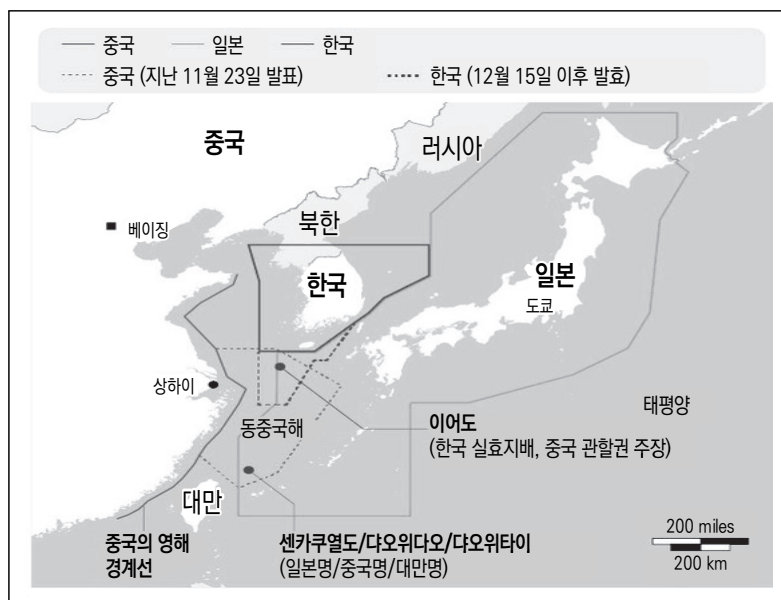 중국 일본 한국
중국 (지난 11월 23일 발표) 한국 (12월 15일 이후 발효)
중국
러시아
베이징
북한
한국
일본
도쿄
상하이
동중국해
태평양
이어도
(한국 실효지배, 중국 관할권 주장)
대만
중국의 영해
경계선
센카쿠열도/댜오위다오/댜오위타이
(일본명/중국명/대만명)
200 miles
200 km